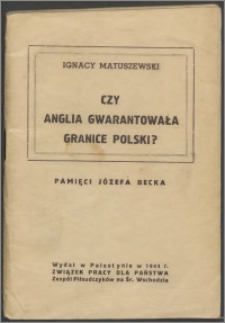 IGNACY MATUSZEWSKI
CZY
ANGLIA GWARANTOWAŁA
GRANICE POLSKI?
PAMIĘCI JÓZEFA BECKA
Wydał w Palestynie w r.
ZWIĄZEK PRACY DLA PAŃSTWA
Zespół Piłsudczyków na Śr. Wschodzie